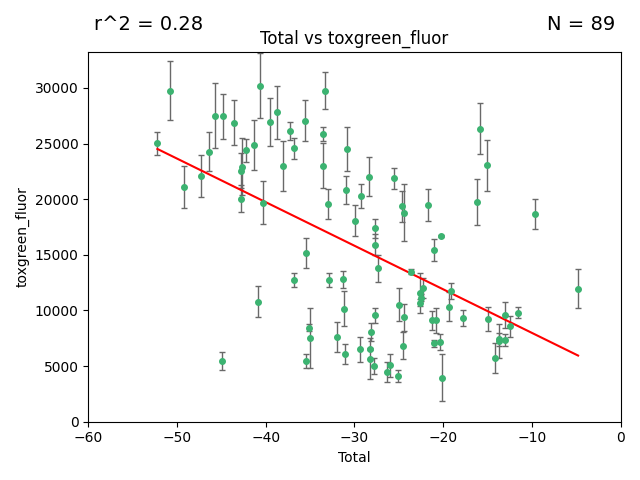 r^2 = 0.28
N = 89
Total vs toxgreen_fluor
toxgreen_fluor
30000
25000
20000
15000
10000
5000
0
−60
−50
−40
−30
−20
−10
0
Total